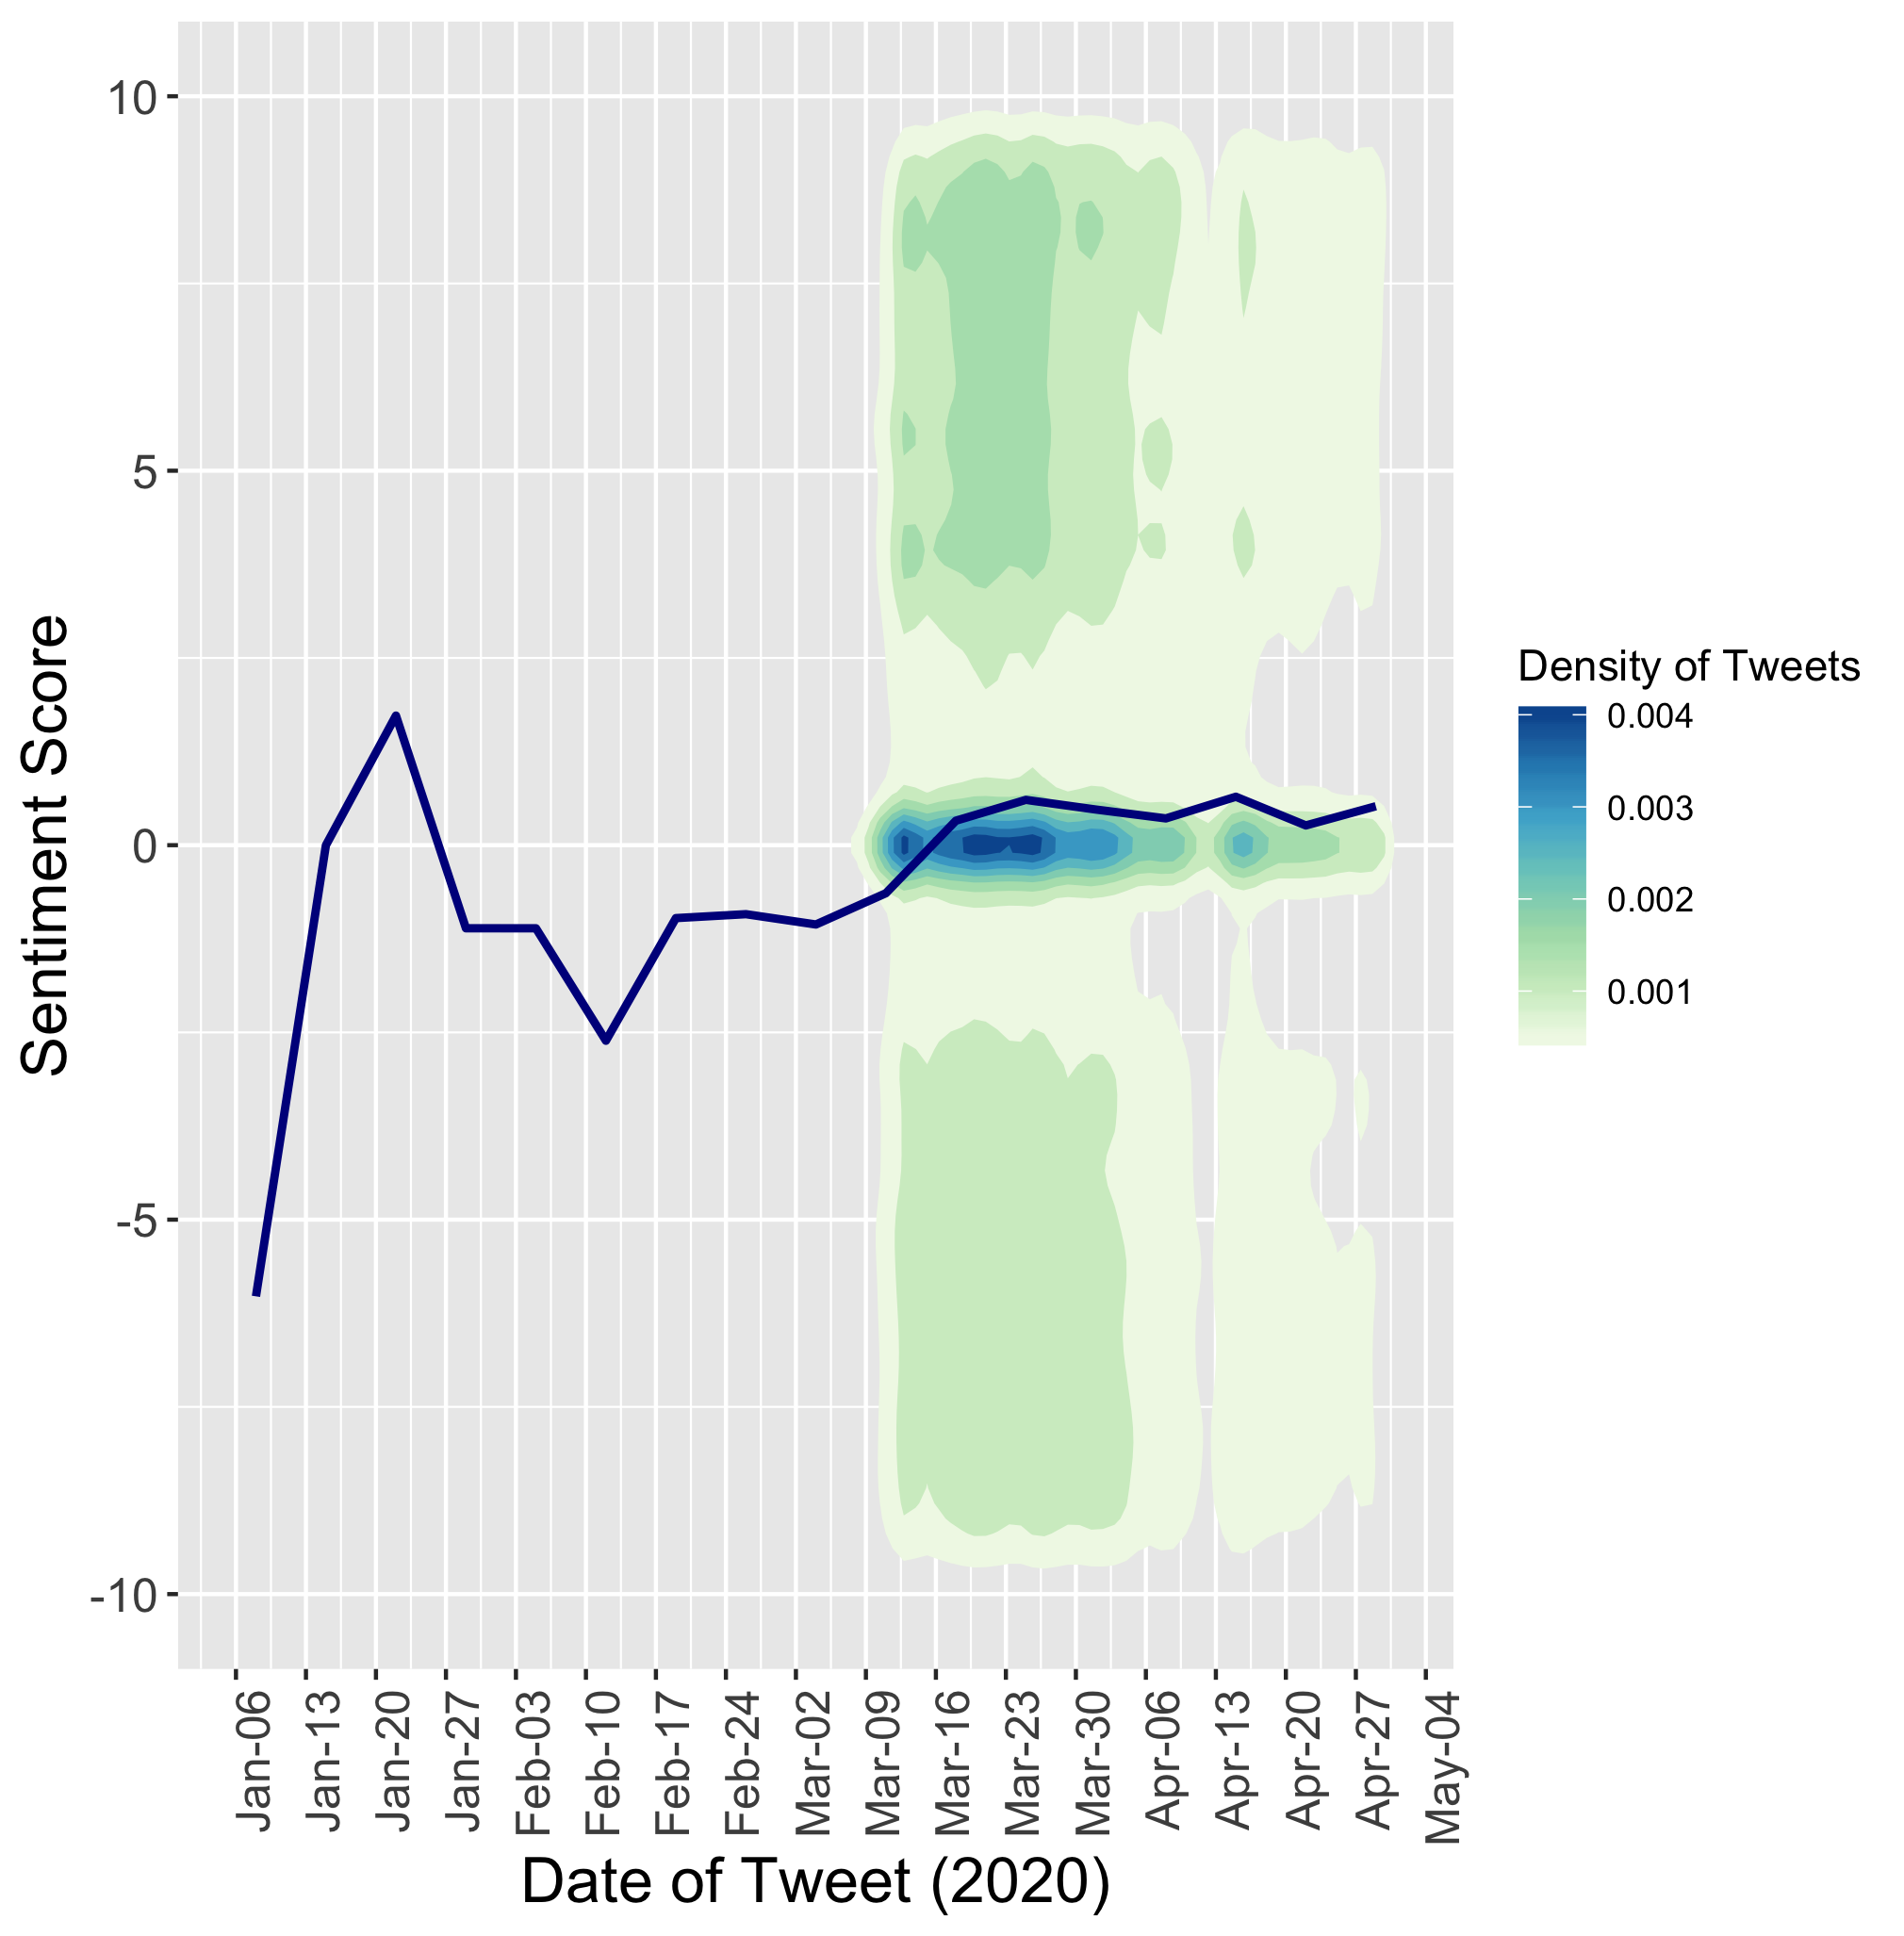 Sentiment Score
10
5
0
-5
-10
Jan-06
Jan-13
Jan-20
Jan-27
Feb-03
Feb-10
Feb-17
Feb-24
Mar-02
Mar-09
Mar-16
Mar-23
Mar-30
Apr-06
Apr-13
Apr-20
Apr-27
May-04
Date of Tweet (2020)
Density of Tweets
0.004
0.003
0.002
0.001